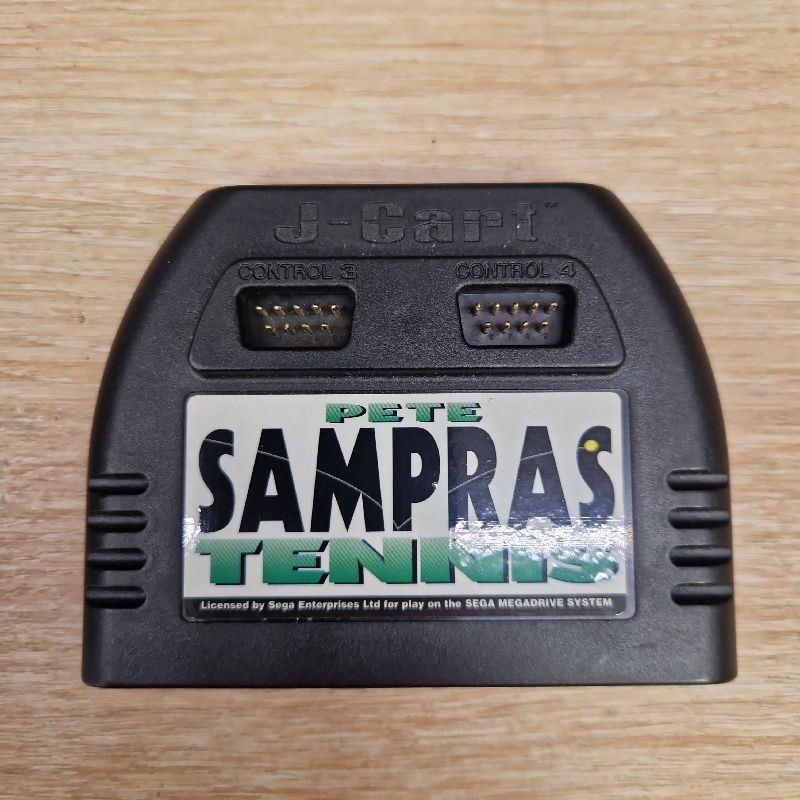 J-Cart™
CONTROL 3 CONTROL 4
PETE
SAMPRAS
TENNIS
Licensed by Sega Enterprises Ltd for play on the SEGA MEGADRIVE SYSTEM